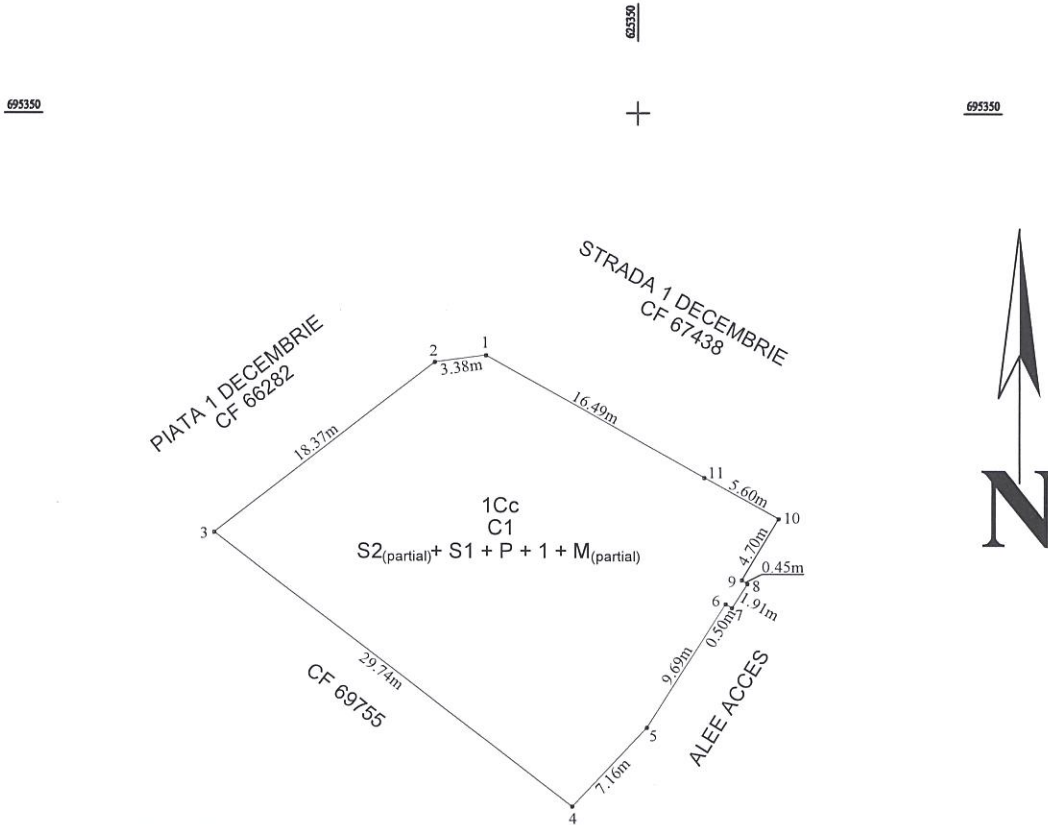 625350
695350
695350
STRADA 1 DECEMBRIE
CF 67438
PIATA 1 DECEMBRIE
CF 66282
1
2
3.38m
16.49m
18.37m
11
5.60m
10
3
1Cc
C1
S2(partial)+ S1 + P + 1 + M(partial)
N
4.70m
0.45m
9
8
6
7
1.91m
0.50m
9.69m
29.74m
CF 69755
ALEE ACCES
5
7.16m
4